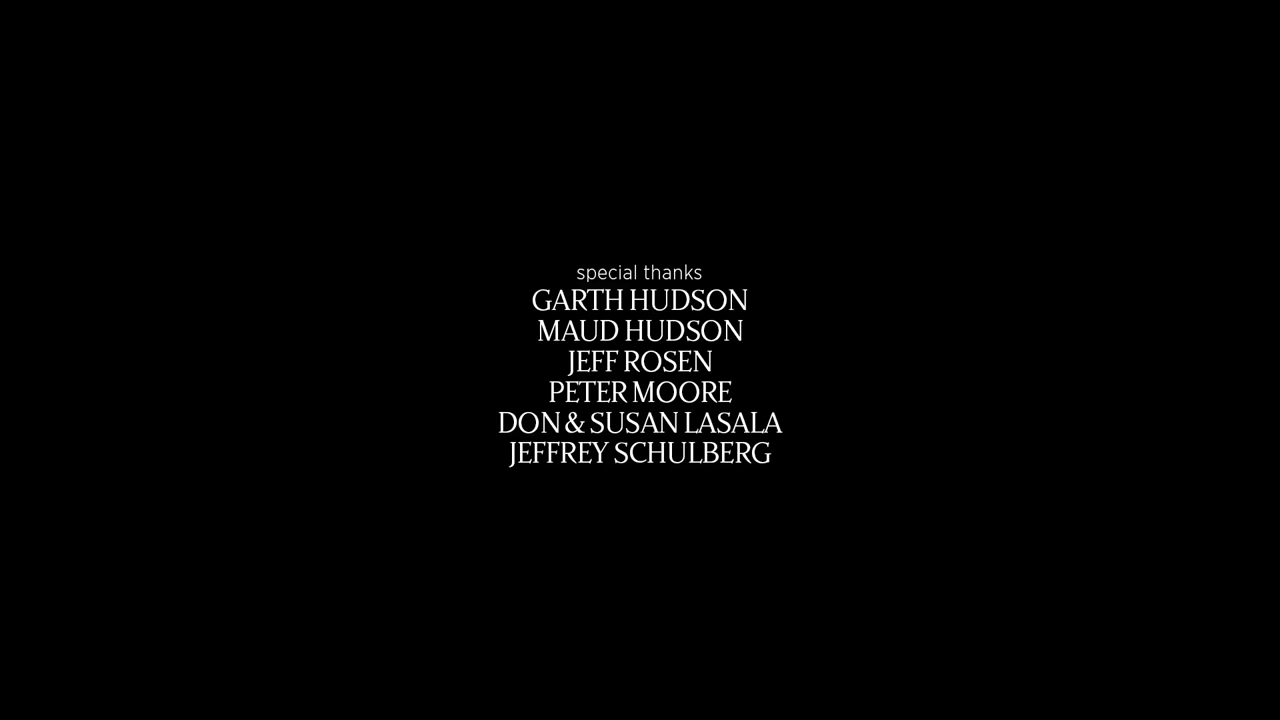 special thanks
GARTH HUDSON
MAUD HUDSON
JEFF ROSEN
PETER MOORE
DON & SUSAN LASALA
JEFFREY SCHULBERG